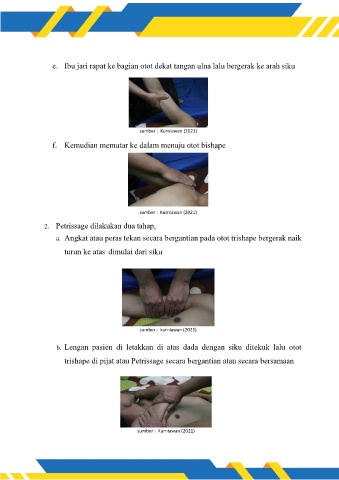 e. Ibu jari rapat ke bagian otot dekat tangan ulna lalu bergerak ke arah siku
sumber : Kurniawan (2021)
f. Kemudian memutar ke dalam menuju otot bishape
sumber : Kurniawan (2021)
2. Petrissage dilakukan dua tahap,
a. Angkat atau peras tekan secara bergantian pada otot trishape bergerak naik
turun ke atas dimulai dari siku
sumber : kurniawan (2021)
b. Lengan pasien di letakkan di atas dada dengan siku ditekuk lalu otot
trishape di pijat atau Petrissage secara bergantian atau secara bersamaan
sumber : Kurniawan (2021)